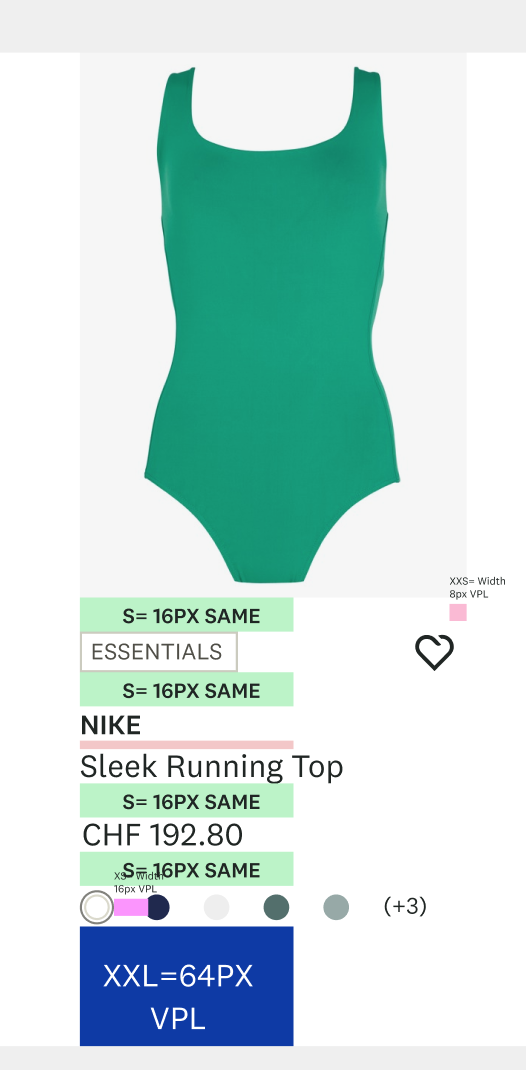 XXS= Width
8px VPL
S= 16PX SAME
ESSENTIALS
S= 16PX SAME
NIKE
Sleek Running Top
S= 16PX SAME
CHF 192.80
S= 16PX SAME
XS= Width
16px VPL
(+3)
XXL=64PX
VPL